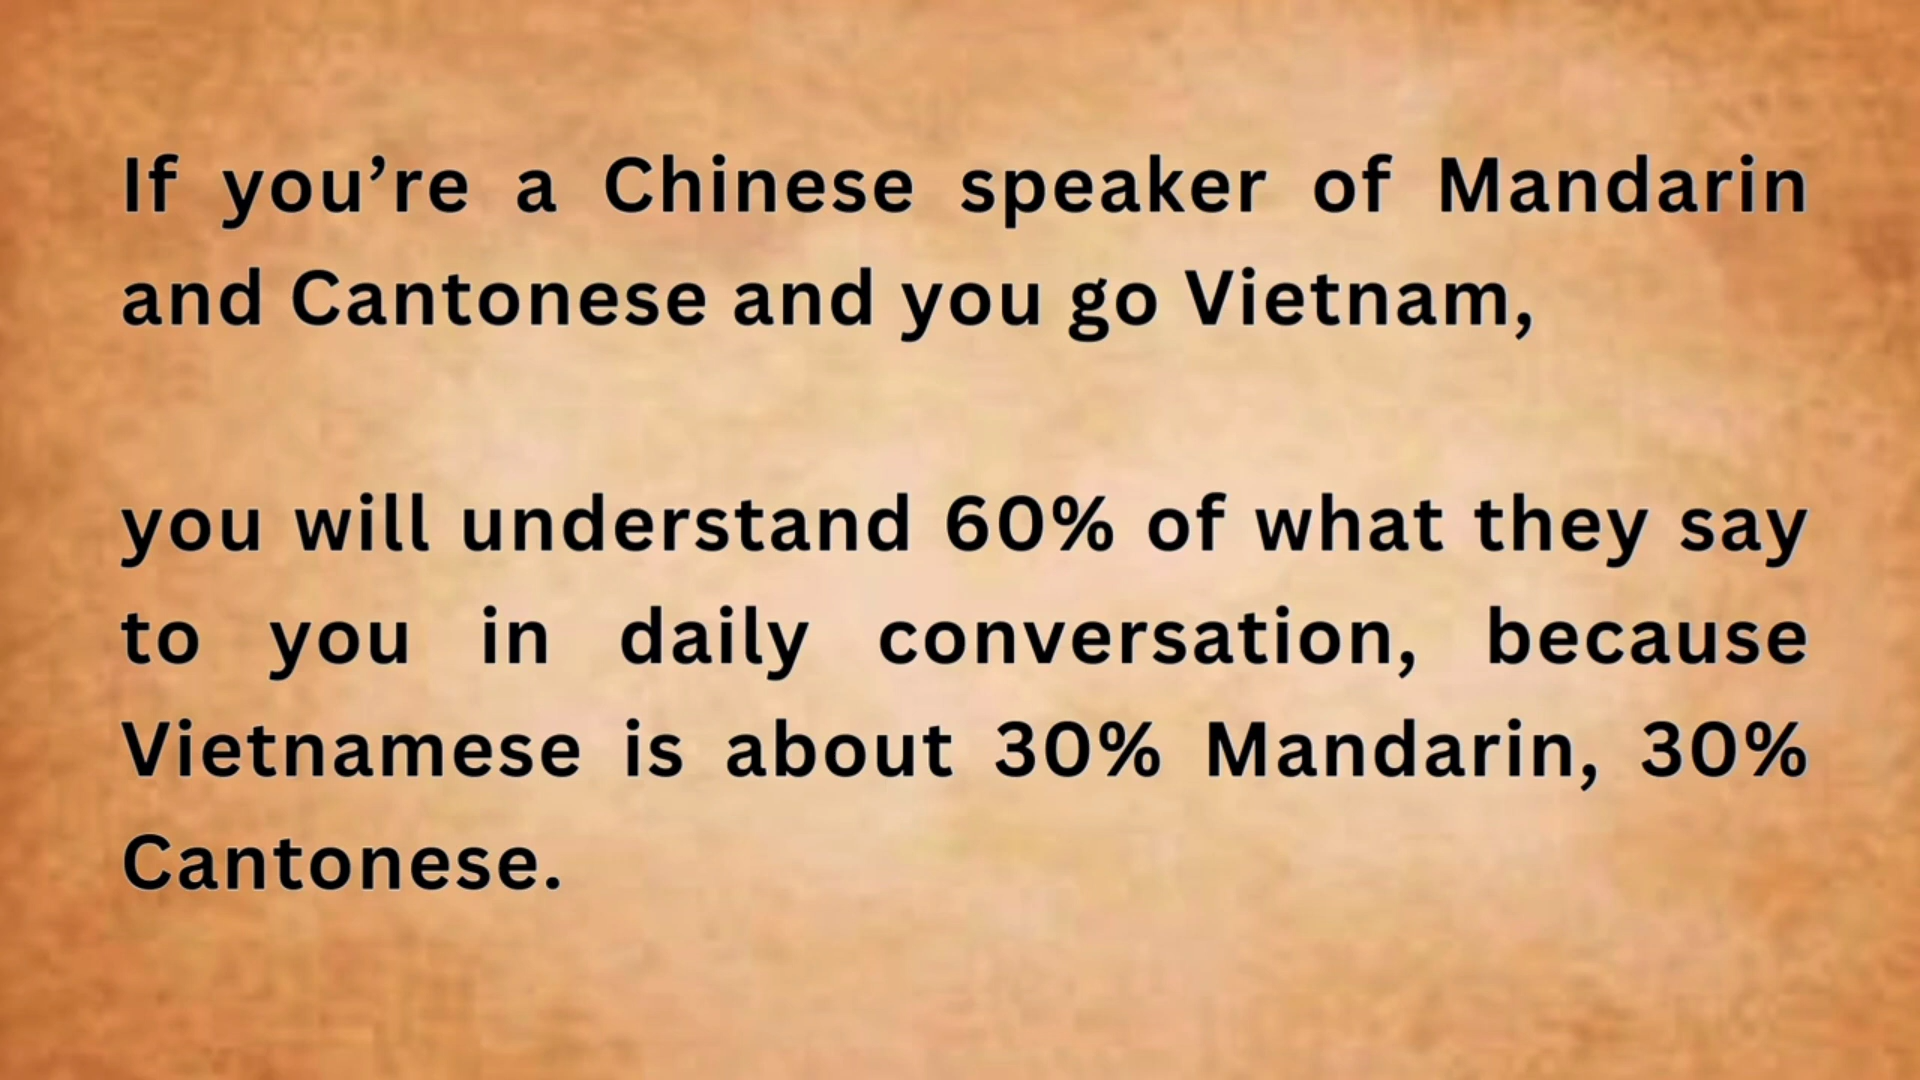 If you’re a Chinese speaker of Mandarin
and Cantonese and you go Vietnam,
you will understand 60% of what they say
to you in daily conversation, because
Vietnamese is about 30% Mandarin, 30%
Cantonese.